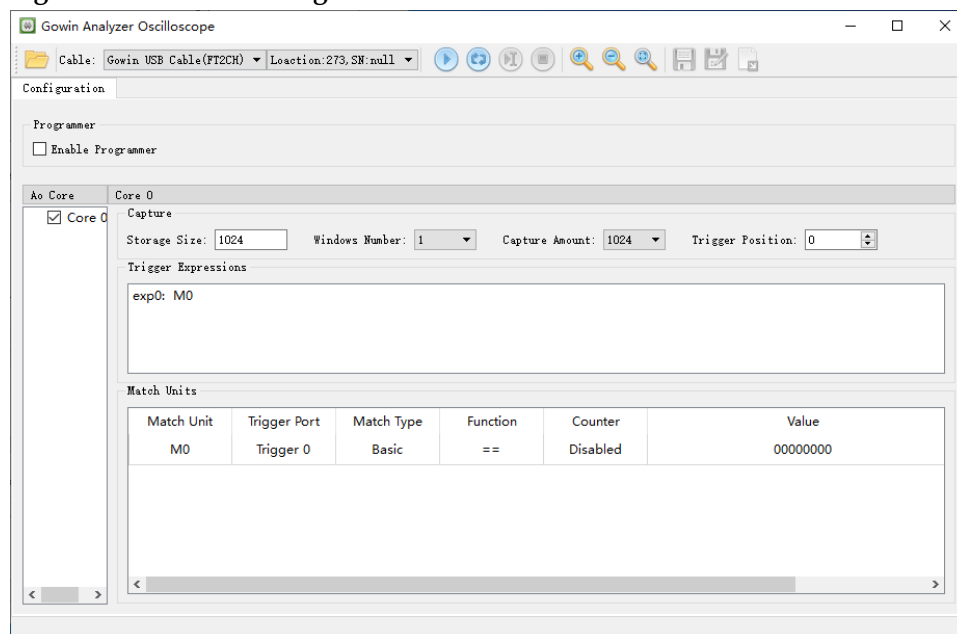 Gowin Analyzer Oscilloscope
Cable: Gowin USB Cable(FT2CH) Loaction:273,SN:null
Configuration
Programmer
Enable Programmer
Ao Core Core 0
Core 0
Capture
Storage Size: 1024 Windows Number: 1 Capture Amount: 1024 Trigger Position: 0
Trigger Expressions
exp0: M0
Match Units
Match Unit Trigger Port Match Type Function Counter Value
M0 Trigger 0 Basic == Disabled 00000000